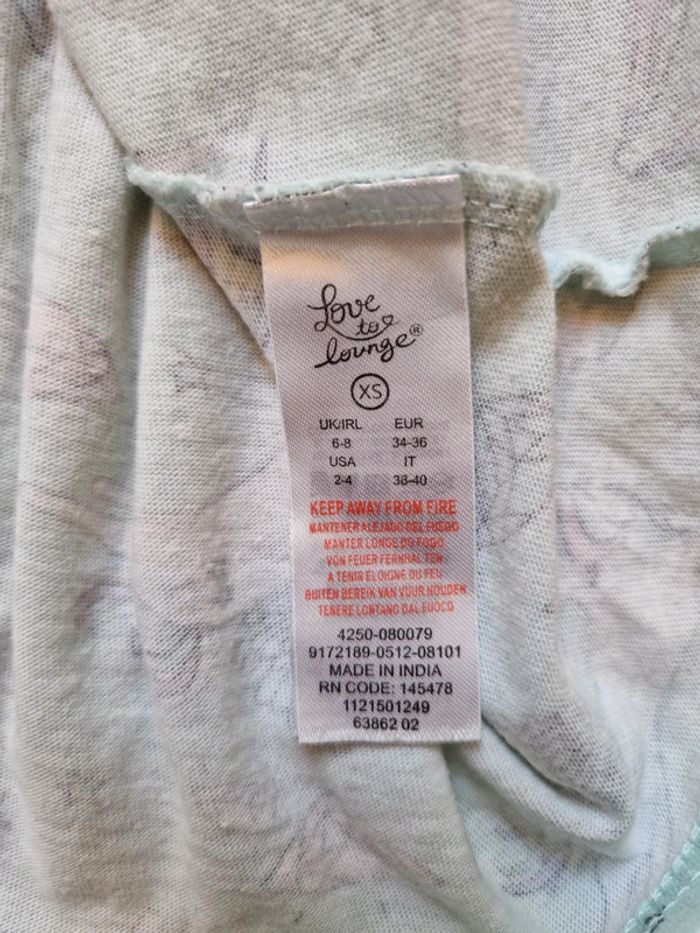 Love
to
lounge®
XS
UK/IRL EUR
6-8 34-36
USA IT
2-4 38-40
KEEP AWAY FROM FIRE
MANTENER ALEJADO DEL FUEGO
MANTER LONGE DO FOGO
VON FEUER FERNHALTEN
A TENIR ELOIGNE DU FEU
BUITEN BEREIK VAN VUUR HOUDEN
TENERE LONTANO DAL FUOCO
4250-080079
9172189-0512-08101
MADE IN INDIA
RN CODE: 145478
1121501249
63862 02